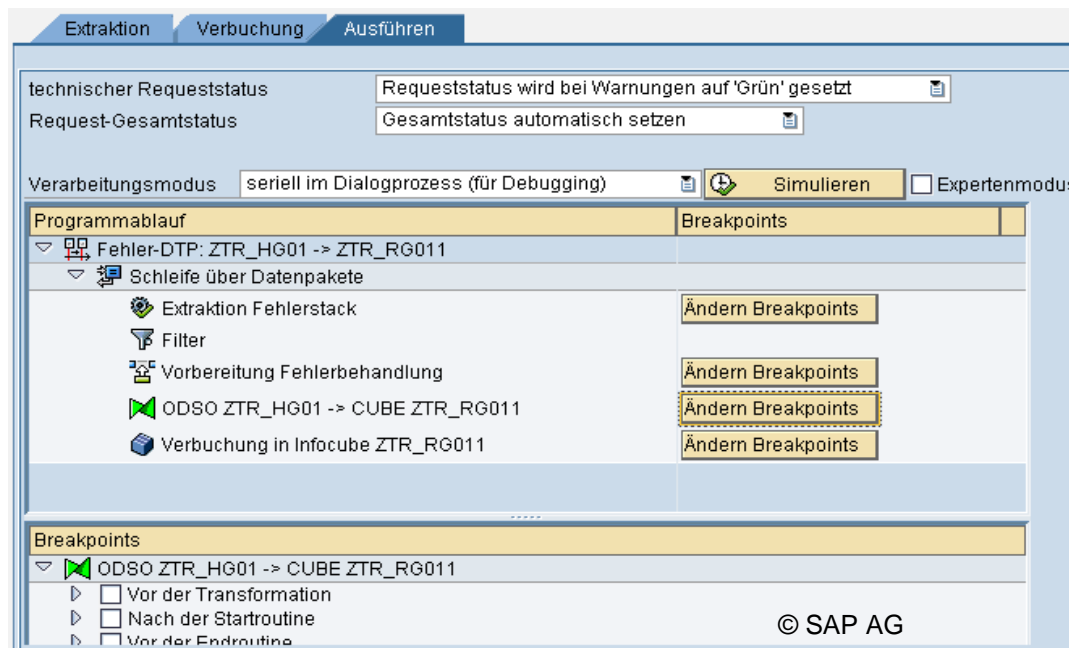 Extraktion Verbuchung Ausführen
technischer Requeststatus Requeststatus wird bei Warnungen auf 'Grün' gesetzt
Request-Gesamtstatus Gesamtstatus automatisch setzen
Verarbeitungsmodus seriell im Dialogprozess (für Debugging) Simulieren Expertenmodus
Programmablauf Breakpoints
Fehler-DTP: ZTR_HG01 -> ZTR_RG011
Schleife über Datenpakete
Extraktion Fehlerstack Ändern Breakpoints
Filter
Vorbereitung Fehlerbehandlung Ändern Breakpoints
ODSO ZTR_HG01 -> CUBE ZTR_RG011 Ändern Breakpoints
Verbuchung in Infocube ZTR_RG011 Ändern Breakpoints
Breakpoints
ODSO ZTR_HG01 -> CUBE ZTR_RG011
Vor der Transformation
Nach der Startroutine
Vor der Endroutine
© SAP AG